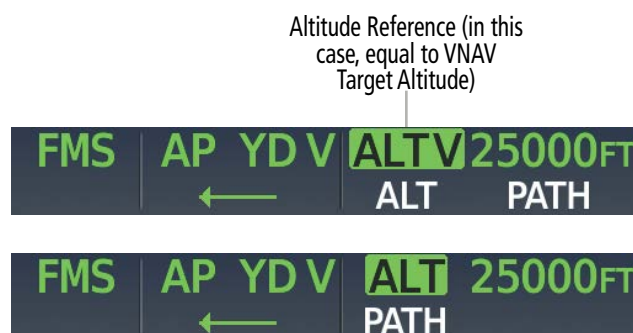 Altitude Reference (in this
case, equal to VNAV
Target Altitude)
FMS AP YD V ALTV 25000FT
← ALT PATH
FMS AP YD V ALT 25000FT
← PATH